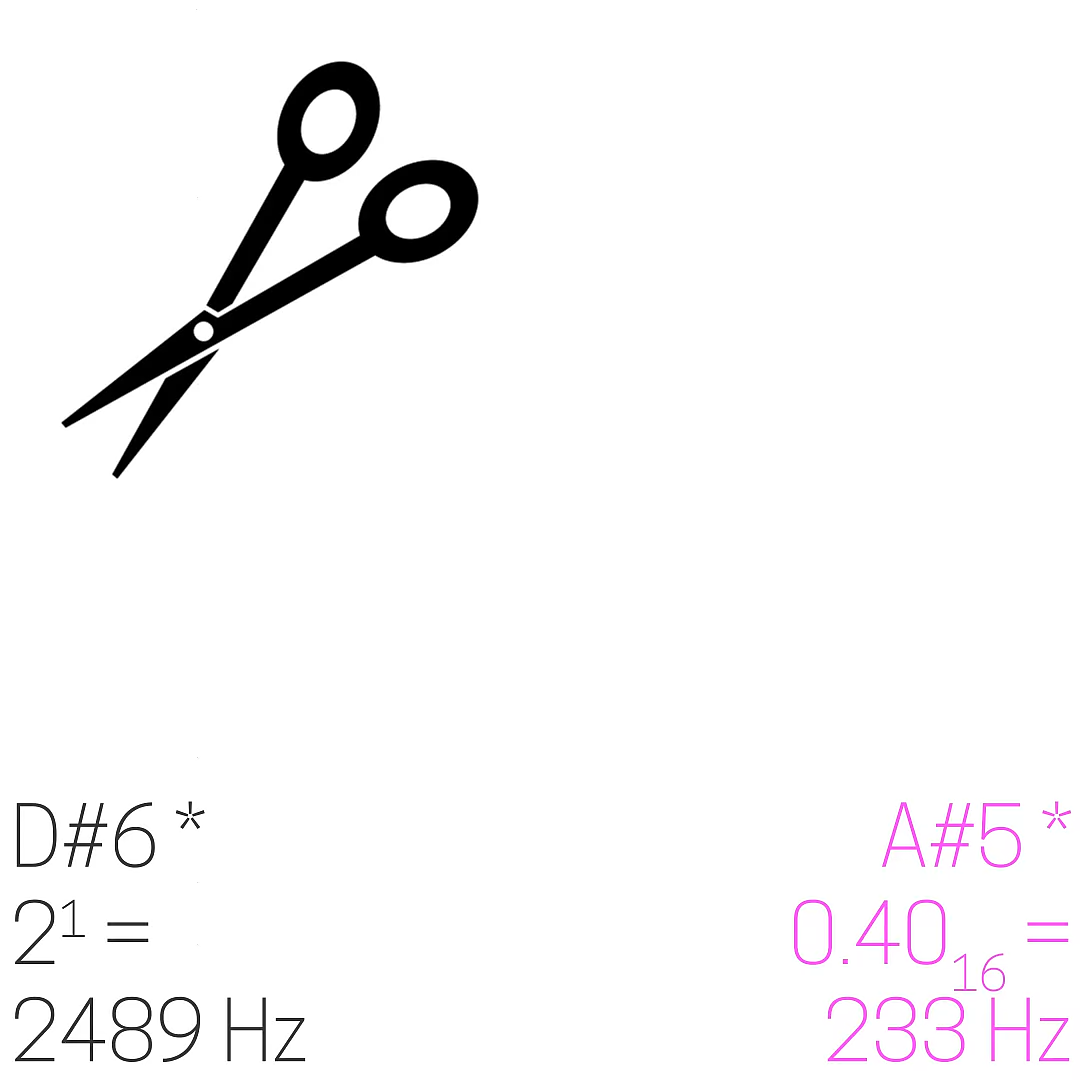 D#6 *
2¹ =
2489 Hz
A#5 *
0.40₁₆ =
233 Hz